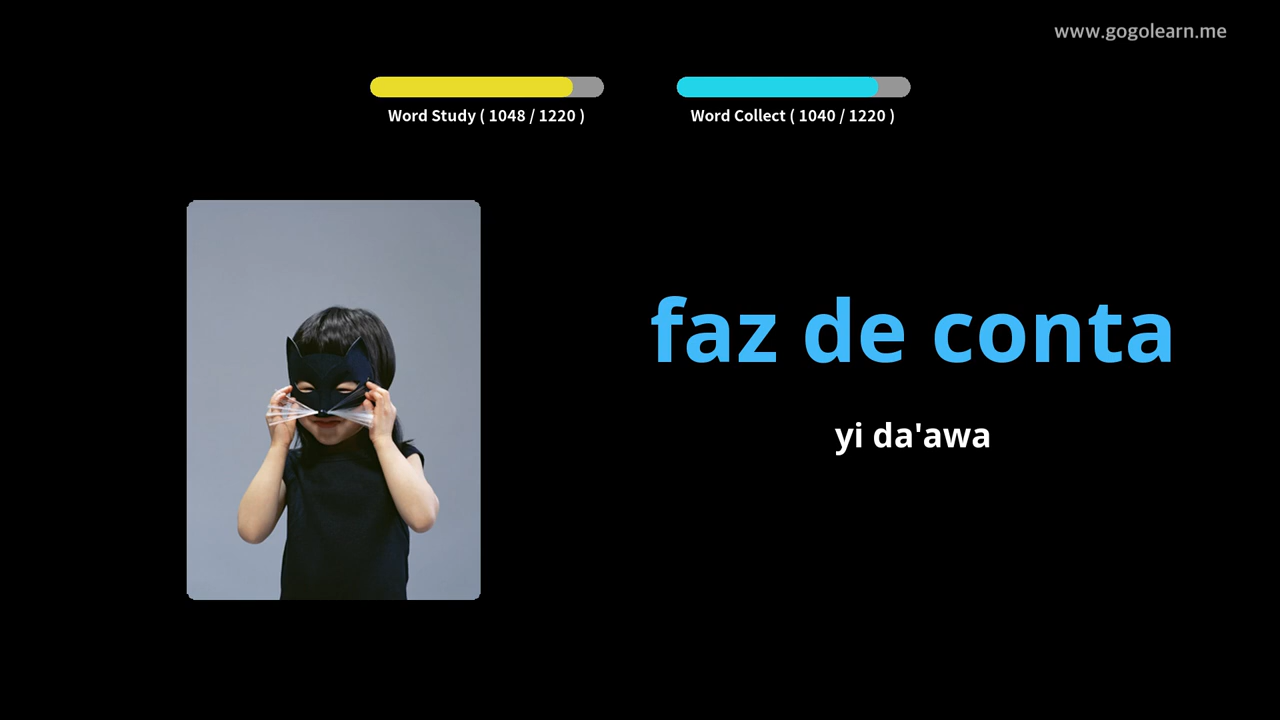 www.gogolearn.me
Word Study ( 1048 / 1220 )
Word Collect ( 1040 / 1220 )
faz de conta
yi da'awa